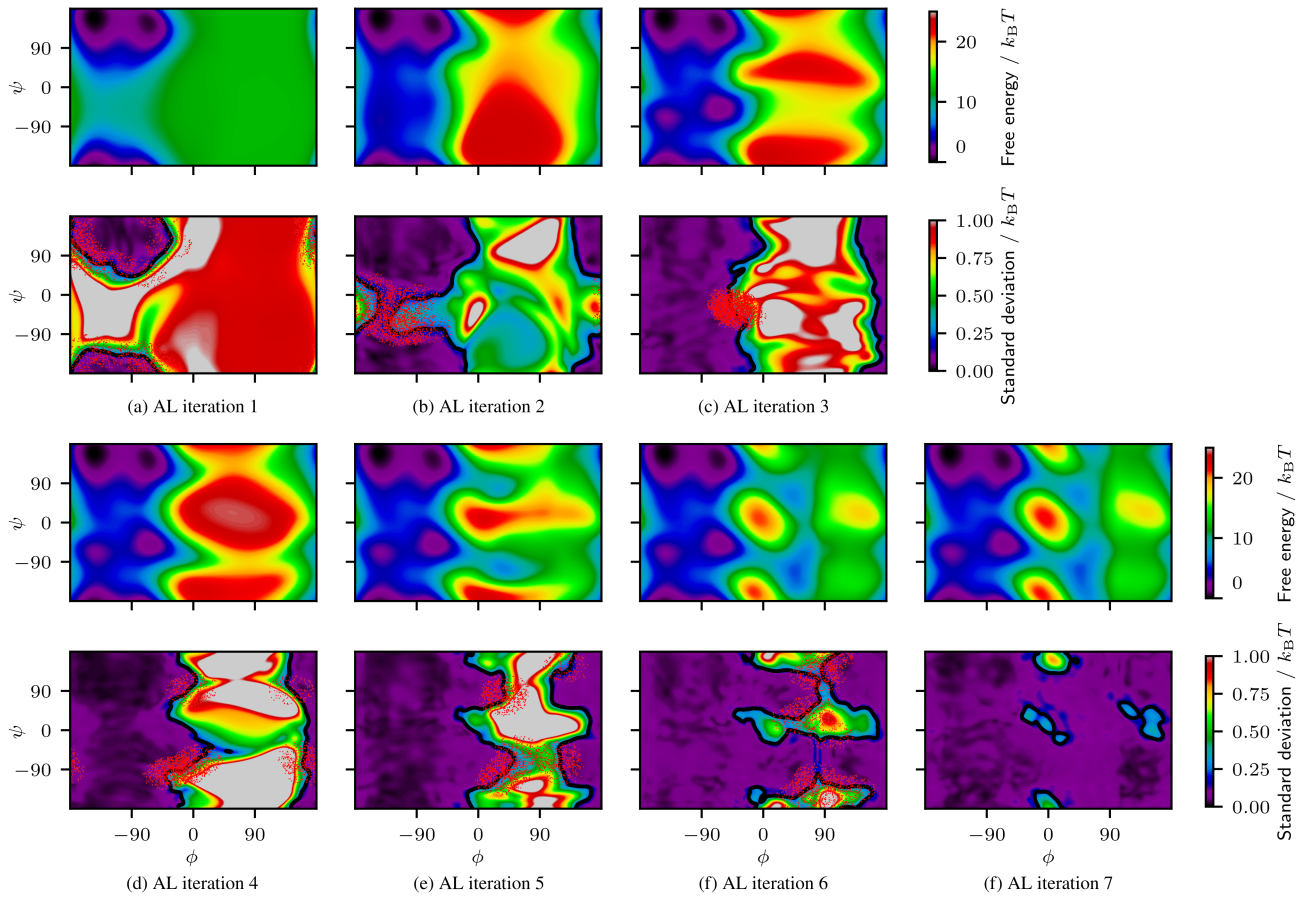 90
0
−90
ψ
20
10
0
Free energy / kBT
90
0
−90
ψ
1.00
0.75
0.50
0.25
0.00
Standard deviation / kBT
(a) AL iteration 1
(b) AL iteration 2
(c) AL iteration 3
90
0
−90
ψ
20
10
0
Free energy / kBT
90
0
−90
ψ
1.00
0.75
0.50
0.25
0.00
Standard deviation / kBT
−90 0 90
−90 0 90
−90 0 90
−90 0 90
ϕ
ϕ
ϕ
ϕ
(d) AL iteration 4
(e) AL iteration 5
(f) AL iteration 6
(f) AL iteration 7